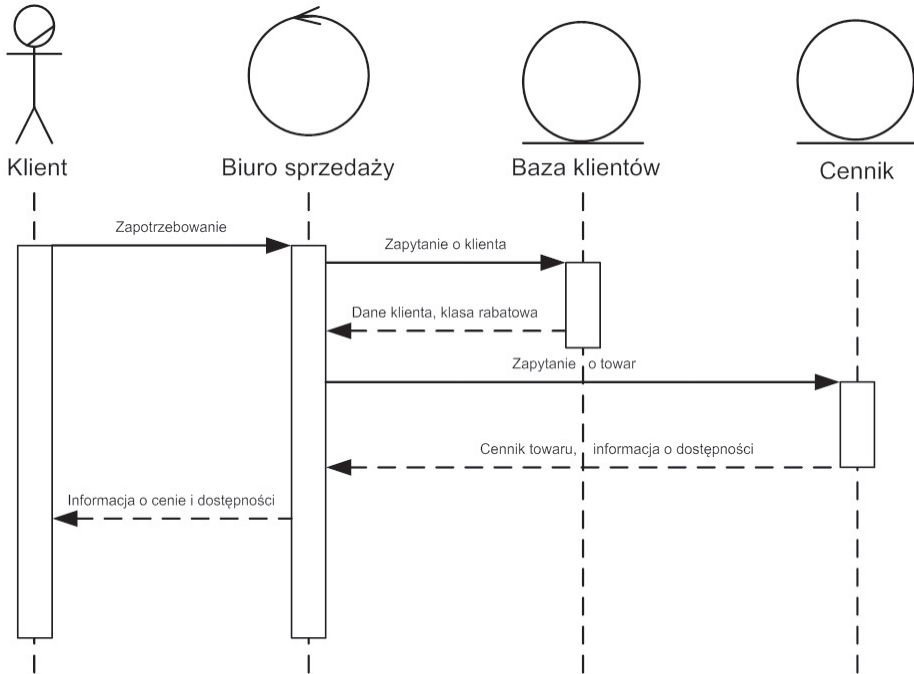 Klient
Biuro sprzedaży
Baza klientów
Cennik
Zapotrzebowanie
Zapytanie o klienta
Dane klienta, klasa rabatowa
Zapytanie o towar
Cennik towaru, informacja o dostępności
Informacja o cenie i dostępności